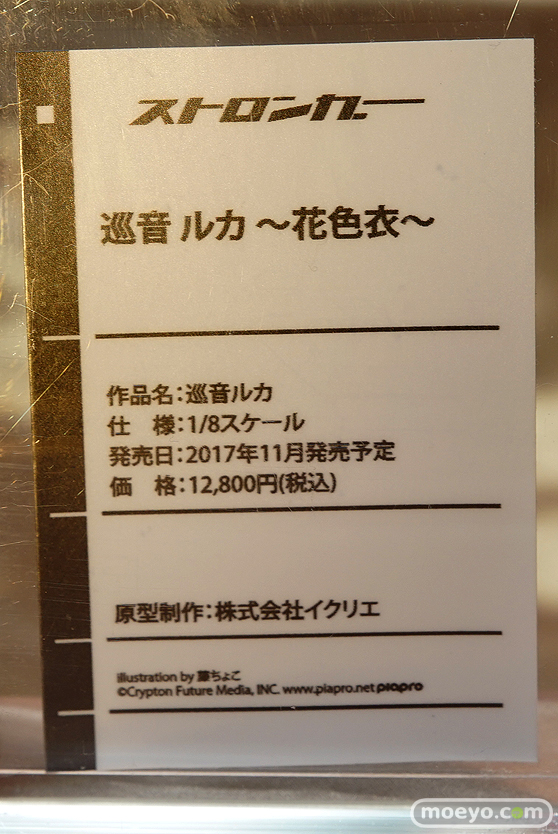 ストロンガー
巡音 ルカ ～花色衣～
作品名：巡音ルカ
仕　様：1/8スケール
発売日：2017年11月発売予定
価　格：12,800円(税込)
原型制作：株式会社イクリエ
illustration by 藤ちょこ
©Crypton Future Media, INC. www.piapro.net piapro
moeyo.com